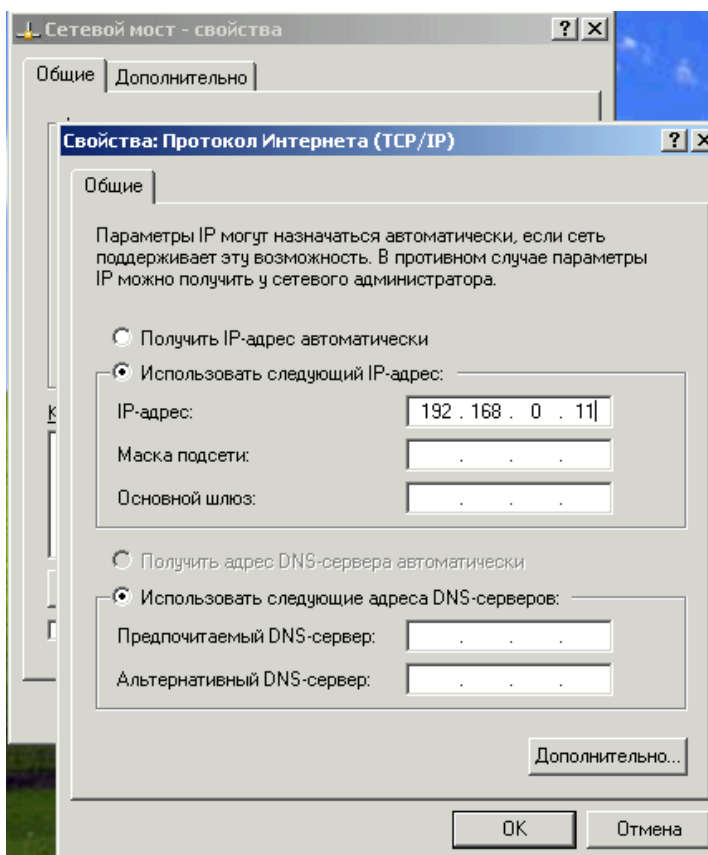 Сетевой мост - свойства
Общие
Дополнительно
Свойства: Протокол Интернета (TCP/IP)
Общие
Параметры IP могут назначаться автоматически, если сеть
поддерживает эту возможность. В противном случае параметры
IP можно получить у сетевого администратора.
Получить IP-адрес автоматически
Использовать следующий IP-адрес:
IP-адрес:
192 . 168 . 0 . 11
Маска подсети:
. . .
Основной шлюз:
. . .
Получить адрес DNS-сервера автоматически
Использовать следующие адреса DNS-серверов:
Предпочитаемый DNS-сервер:
. . .
Альтернативный DNS-сервер:
. . .
Дополнительно...
OK
Отмена